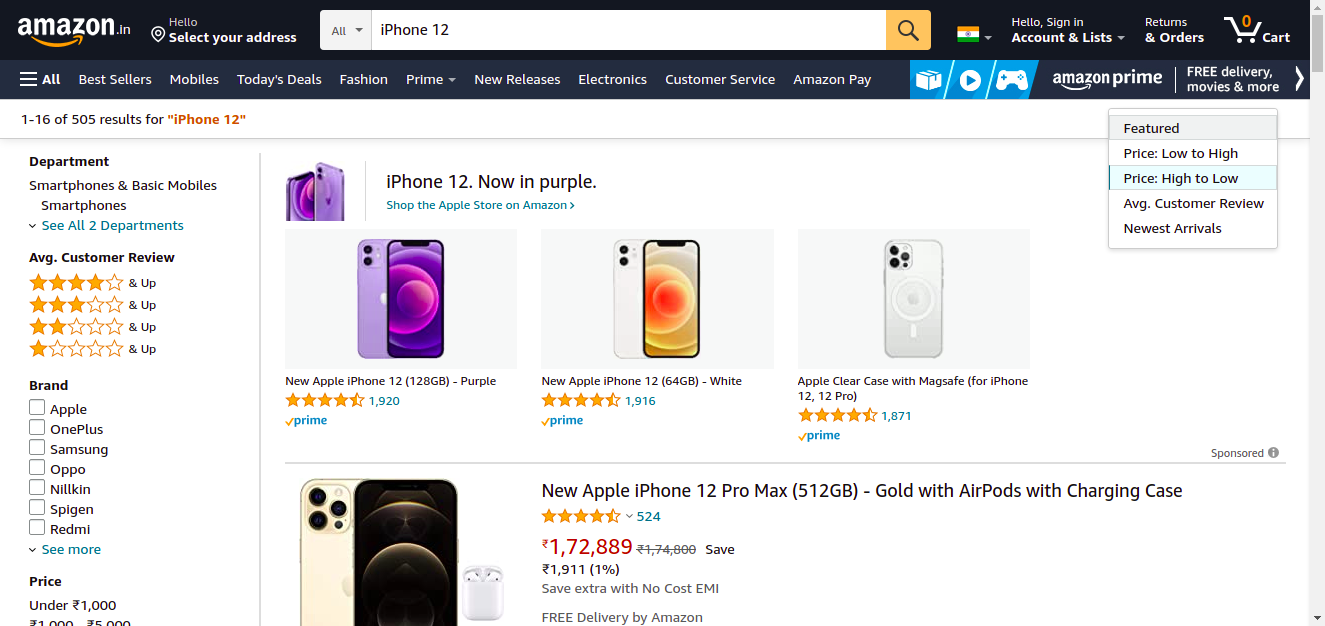 amazon.in
Hello
Select your address
All
iPhone 12
Hello, Sign in
Account & Lists
Returns
& Orders
0
Cart
All
Best Sellers
Mobiles
Today's Deals
Fashion
Prime
New Releases
Electronics
Customer Service
Amazon Pay
amazon prime
FREE delivery,
movies & more
1-16 of 505 results for "iPhone 12"
Featured
Price: Low to High
Price: High to Low
Avg. Customer Review
Newest Arrivals
Department
Smartphones & Basic Mobiles
Smartphones
See All 2 Departments
Avg. Customer Review
& Up
& Up
& Up
& Up
Brand
Apple
OnePlus
Samsung
Oppo
Nillkin
Spigen
Redmi
See more
Price
Under ₹1,000
₹1,000 - ₹5,000
iPhone 12. Now in purple.
Shop the Apple Store on Amazon
New Apple iPhone 12 (128GB) - Purple
1,920
prime
New Apple iPhone 12 (64GB) - White
1,916
prime
Apple Clear Case with Magsafe (for iPhone
12, 12 Pro)
1,871
prime
Sponsored
New Apple iPhone 12 Pro Max (512GB) - Gold with AirPods with Charging Case
524
₹1,72,889 ₹1,74,800 Save
₹1,911 (1%)
Save extra with No Cost EMI
FREE Delivery by Amazon